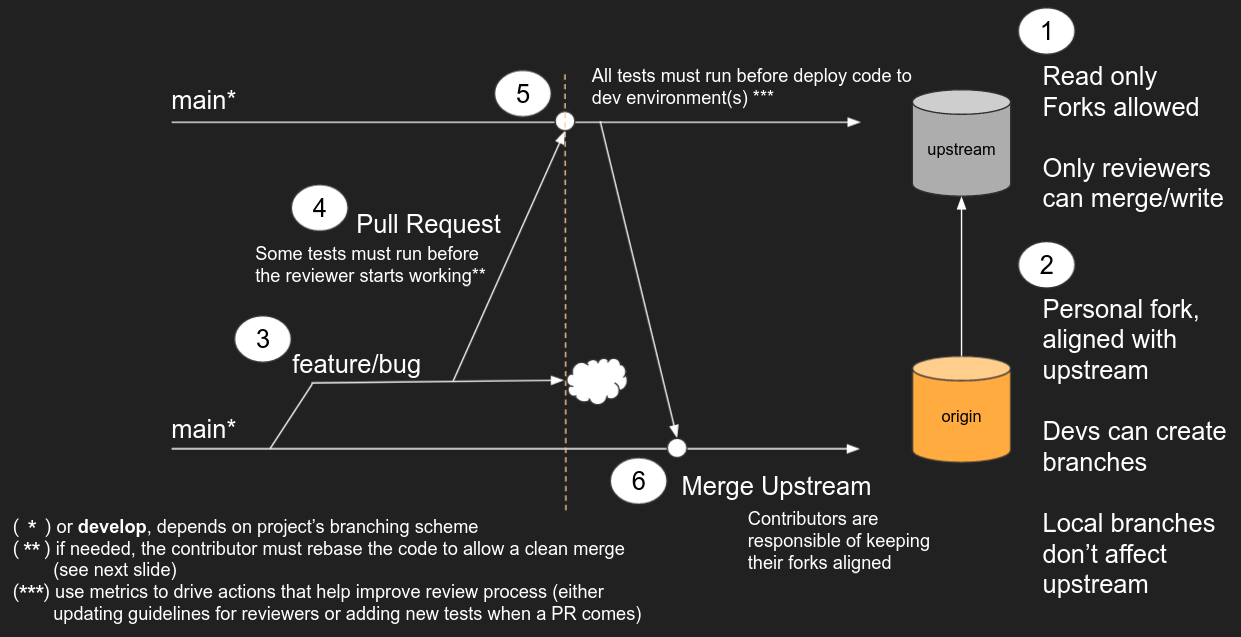 1
Read only
Forks allowed
Only reviewers
can merge/write
upstream
5
All tests must run before deploy code to
dev environment(s) ***
main*
4
Pull Request
Some tests must run before
the reviewer starts working**
2
Personal fork,
aligned with
upstream
Devs can create
branches
Local branches
don’t affect
upstream
origin
3
feature/bug
main*
6
Merge Upstream
Contributors are
responsible of keeping
their forks aligned
( * ) or develop, depends on project’s branching scheme
( ** ) if needed, the contributor must rebase the code to allow a clean merge
(see next slide)
(***) use metrics to drive actions that help improve review process (either
updating guidelines for reviewers or adding new tests when a PR comes)